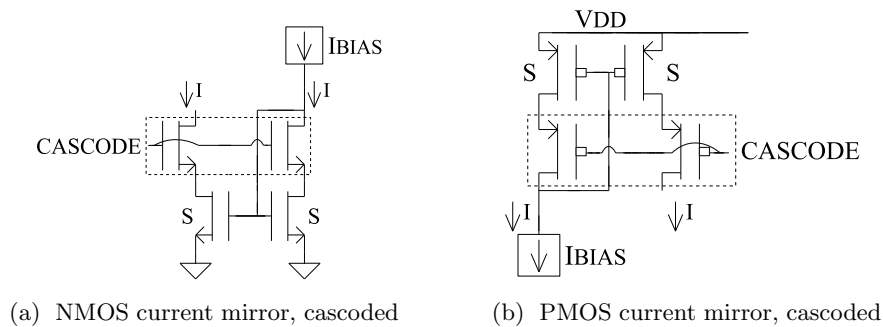 IBIAS
I
I
CASCODE
S
S
(a) NMOS current mirror, cascoded
VDD
S
S
CASCODE
I
I
IBIAS
(b) PMOS current mirror, cascoded